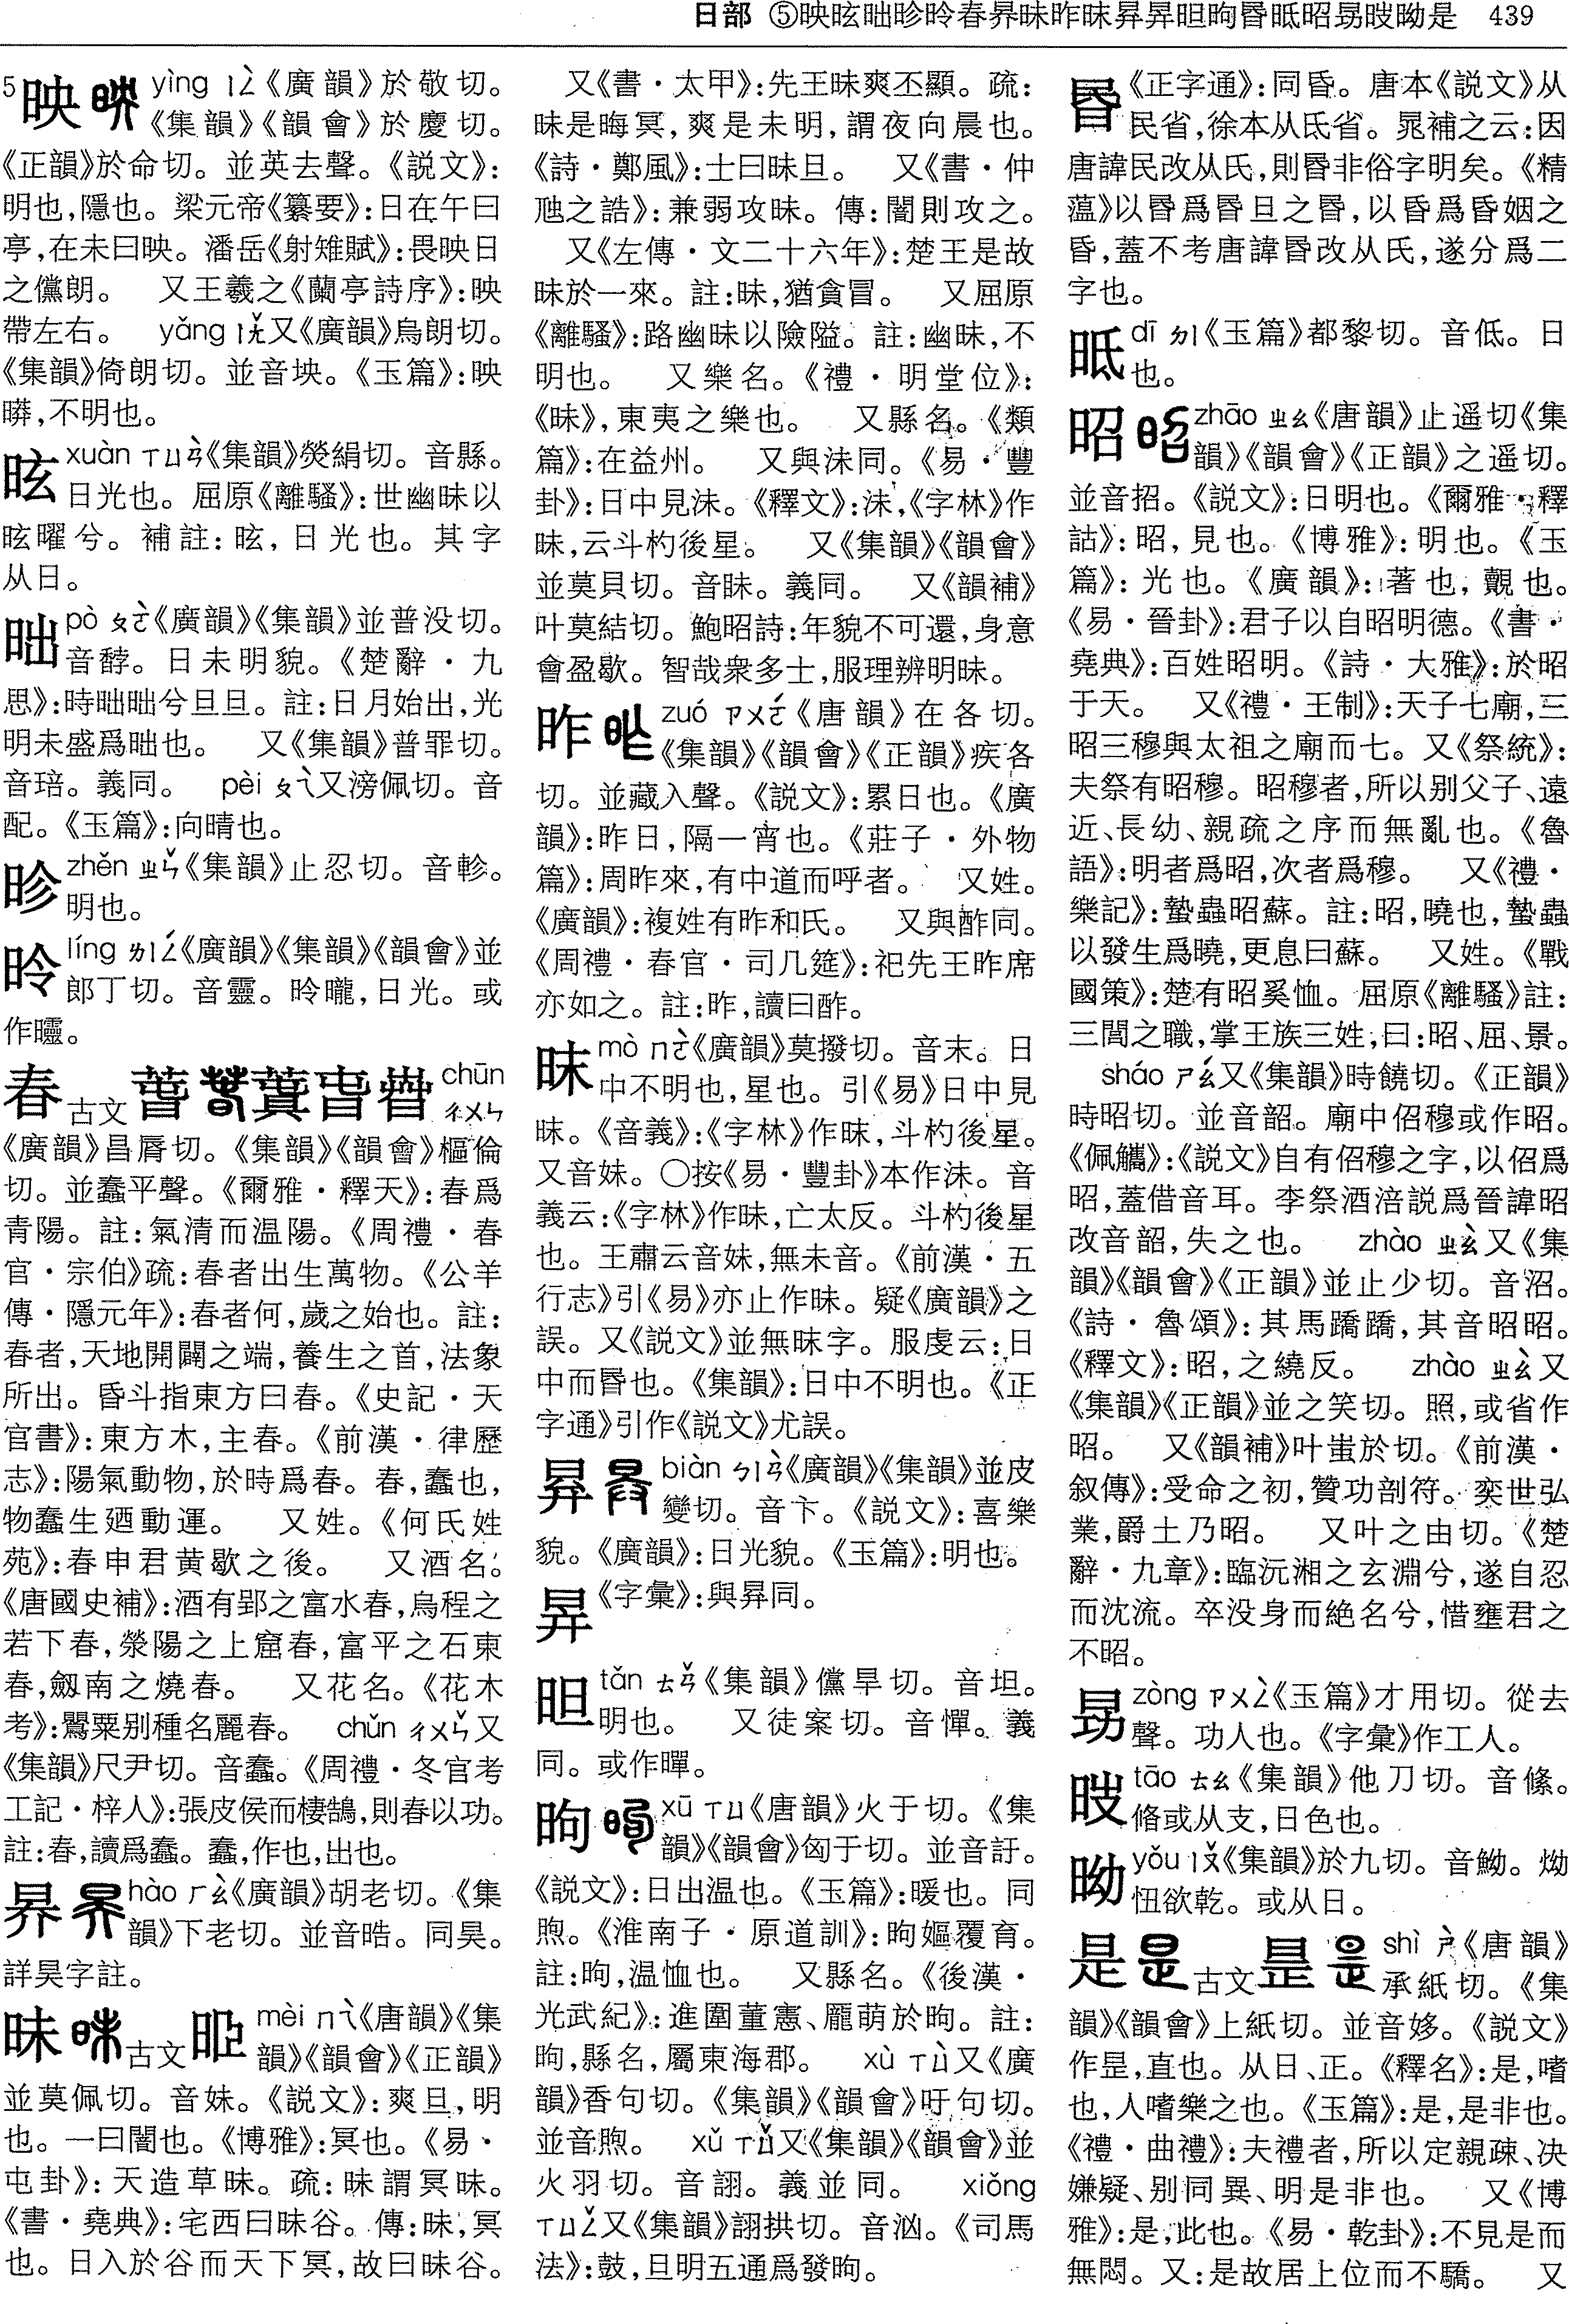 日部 ⑤映昡昢昣昤春昦昧昨昩昪昪昍昫昬昹昭昮𣆀𣆶是 439
5 映 yìng ㄧㄥˋ《廣韻》於敬切。
《集韻》《韻會》於慶切。
《正韻》於命切。並英去聲。《説文》:
明也,隱也。梁元帝《纂要》:日在午曰
亭,在未曰映。潘岳《射雉賦》:畏映日
之儻朗。 又王羲之《蘭亭詩序》:映
帶左右。 yǎng ㄧㄤˇ又《廣韻》烏朗切。
《集韻》倚朗切。並音坱。《玉篇》:映
㬒,不明也。
昡 xuàn ㄒㄩㄢˋ《集韻》熒絹切。音縣。
日光也。屈原《離騷》:世幽昧以
昡曜兮。補註:昡,日光也。其字
从日。
昢 pò ㄆㄛˋ《廣韻》《集韻》並普没切。
音馞。日未明貌。《楚辭·九
思》:時昢昢兮旦旦。註:日月始出,光
明未盛爲昢也。 又《集韻》普罪切。
音琣。義同。 pèi ㄆㄟˋ又滂佩切。音
配。《玉篇》:向晴也。
昣 zhěn ㄓㄣˇ《集韻》止忍切。音軫。
明也。
昤 líng ㄌㄧㄥˊ《廣韻》《集韻》《韻會》並
郎丁切。音靈。昤曨,日光。或
作㬡。
春 古文 chūn
ㄔㄨㄣ
《廣韻》昌脣切。《集韻》《韻會》樞倫
切。並蠢平聲。《爾雅·釋天》:春爲
青陽。註:氣清而温陽。《周禮·春
官·宗伯》疏:春者出生萬物。《公羊
傳·隱元年》:春者何,歲之始也。註:
春者,天地開闢之端,養生之首,法象
所出。昏斗指東方曰春。《史記·天
官書》:東方木,主春。《前漢·律歷
志》:陽氣動物,於時爲春。春,蠢也,
物蠢生廼動運。 又姓。《何氏姓
苑》:春申君黄歇之後。 又酒名。
《唐國史補》:酒有郢之富水春,烏程之
若下春,滎陽之上窟春,富平之石東
春,劔南之燒春。 又花名。《花木
考》:鸎粟别種名麗春。 chǔn ㄔㄨㄣˇ又
《集韻》尺尹切。音蠢。《周禮·冬官考
工記·梓人》:張皮侯而棲鵠,則春以功。
註:春,讀爲蠢。蠢,作也,出也。
昦 hào ㄏㄠˋ《廣韻》胡老切。《集
韻》下老切。並音晧。同昊。
詳昊字註。
昧 古文 mèi ㄇㄟˋ《唐韻》《集
韻》《韻會》《正韻》
並莫佩切。音妹。《説文》:爽旦,明
也。一曰闇也。《博雅》:冥也。《易·
屯卦》:天造草昧。疏:昧謂冥昧。
《書·堯典》:宅西曰昧谷。傳:昧,冥
也。日入於谷而天下冥,故曰昧谷。
又《書·太甲》:先王昧爽丕顯。疏:
昧是晦冥,爽是未明,謂夜向晨也。
《詩·鄭風》:士曰昧旦。 又《書·仲
虺之誥》:兼弱攻昧。傳:闇則攻之。
又《左傳·文二十六年》:楚王是故
昧於一來。註:昧,猶貪冒。 又屈原
《離騷》:路幽昧以險隘。註:幽昧,不
明也。 又樂名。《禮·明堂位》:
《昧》,東夷之樂也。 又縣名。《類
篇》:在益州。 又與沬同。《易·豐
卦》:日中見沬。《釋文》:沬,《字林》作
昧,云斗杓後星。 又《集韻》《韻會》
並莫貝切。音眛。義同。 又《韻補》
叶莫結切。鮑昭詩:年貌不可還,身意
會盈歇。智哉衆多士,服理辨明昧。
昨 zuó ㄗㄨㄛˊ《唐韻》在各切。
《集韻》《韻會》《正韻》疾各
切。並藏入聲。《説文》:累日也。《廣
韻》:昨日,隔一宵也。《莊子·外物
篇》:周昨來,有中道而呼者。 又姓。
《廣韻》:複姓有昨和氏。 又與酢同。
《周禮·春官·司几筵》:祀先王昨席
亦如之。註:昨,讀曰酢。
昩 mò ㄇㄛˋ《廣韻》莫撥切。音末。日
中不明也,星也。引《易》日中見
昩。《音義》:《字林》作昩,斗杓後星。
又音妹。○按《易·豐卦》本作沬。音
義云:《字林》作昧,亡太反。斗杓後星
也。王肅云音妹,無末音。《前漢·五
行志》引《易》亦止作昧。疑《廣韻》之
誤。又《説文》並無昩字。服虔云:日
中而昬也。《集韻》:日中不明也。《正
字通》引作《説文》尤誤。
昪 biàn ㄅㄧㄢˋ《廣韻》《集韻》並皮
變切。音卞。《説文》:喜樂
貌。《廣韻》:日光貌。《玉篇》:明也。
《字彙》:與昪同。
tǎn ㄊㄢˇ《集韻》儻旱切。音坦。
明也。 又徒案切。音憚。義
同。或作暺。
昫 xū ㄒㄩ《唐韻》火于切。《集
韻》《韻會》匈于切。並音訏。
《説文》:日出温也。《玉篇》:暖也。同
煦。《淮南子·原道訓》:昫嫗覆育。
註:昫,温恤也。 又縣名。《後漢·
光武紀》:進圍董憲、龎萌於昫。註:
昫,縣名,屬東海郡。 xù ㄒㄩˋ又《廣
韻》香句切。《集韻》《韻會》吁句切。
並音煦。 xǔ ㄒㄩˇ又《集韻》《韻會》並
火羽切。音詡。義並同。 xiǒng
ㄒㄩㄥˇ又《集韻》詡拱切。音汹。《司馬
法》:鼓,旦明五通爲發昫。
昬 《正字通》:同昏。唐本《説文》从
民省,徐本从氐省。晁補之云:因
唐諱民改从氏,則昬非俗字明矣。《精
薀》以昬爲昬旦之昬,以昏爲昏姻之
昏,蓋不考唐諱昬改从氏,遂分爲二
字也。
dī ㄉㄧ《玉篇》都黎切。音低。日
也。
昭 zhāo ㄓㄠ《唐韻》止遥切《集
韻》《韻會》《正韻》之遥切。
並音招。《説文》:日明也。《爾雅·釋
詁》:昭,見也。《博雅》:明也。《玉
篇》:光也。《廣韻》:著也,覿也。
《易·晉卦》:君子以自昭明德。《書·
堯典》:百姓昭明。《詩·大雅》:於昭
于天。 又《禮·王制》:天子七廟,三
昭三穆與太祖之廟而七。又《祭統》:
夫祭有昭穆。昭穆者,所以别父子、遠
近、長幼、親疏之序而無亂也。《魯
語》:明者爲昭,次者爲穆。 又《禮·
樂記》:蟄蟲昭蘇。註:昭,曉也,蟄蟲
以發生爲曉,更息曰蘇。 又姓。《戰
國策》:楚有昭奚恤。屈原《離騷》註:
三閭之職,掌王族三姓,曰:昭、屈、景。
sháo ㄕㄠˊ又《集韻》時饒切。《正韻》
時昭切。並音韶。廟中佋穆或作昭。
《佩觿》:《説文》自有佋穆之字,以佋爲
昭,蓋借音耳。李祭酒涪説爲晉諱昭
改音韶,失之也。 zhào ㄓㄠˋ又《集
韻》《韻會》《正韻》並止少切。音沼。
《詩·魯頌》:其馬蹻蹻,其音昭昭。
《釋文》:昭,之繞反。 zhào ㄓㄠˋ又
《集韻》《正韻》並之笑切。照,或省作
昭。 又《韻補》叶蚩於切。《前漢·
叙傳》:受命之初,贊功剖符。奕世弘
業,爵土乃昭。 又叶之由切。《楚
辭·九章》:臨沅湘之玄淵兮,遂自忍
而沈流。卒没身而絶名兮,惜壅君之
不昭。
zòng ㄗㄨㄥˋ《玉篇》才用切。從去
聲。功人也。《字彙》作工人。
tāo ㄊㄠ《集韻》他刀切。音絛。
脩或从支,日色也。
yǒu ㄧㄡˇ《集韻》於九切。音鲉。㶭
忸欲乾。或从日。
是 古文 shì ㄕˋ《唐韻》
承紙切。《集
韻》《韻會》上紙切。並音姼。《説文》
作昰,直也。从日、正。《釋名》:是,嗜
也,人嗜樂之也。《玉篇》:是,是非也。
《禮·曲禮》:夫禮者,所以定親疎、决
嫌疑、别同異、明是非也。 又《博
雅》:是,此也。《易·乾卦》:不見是而
無悶。又:是故居上位而不驕。 又